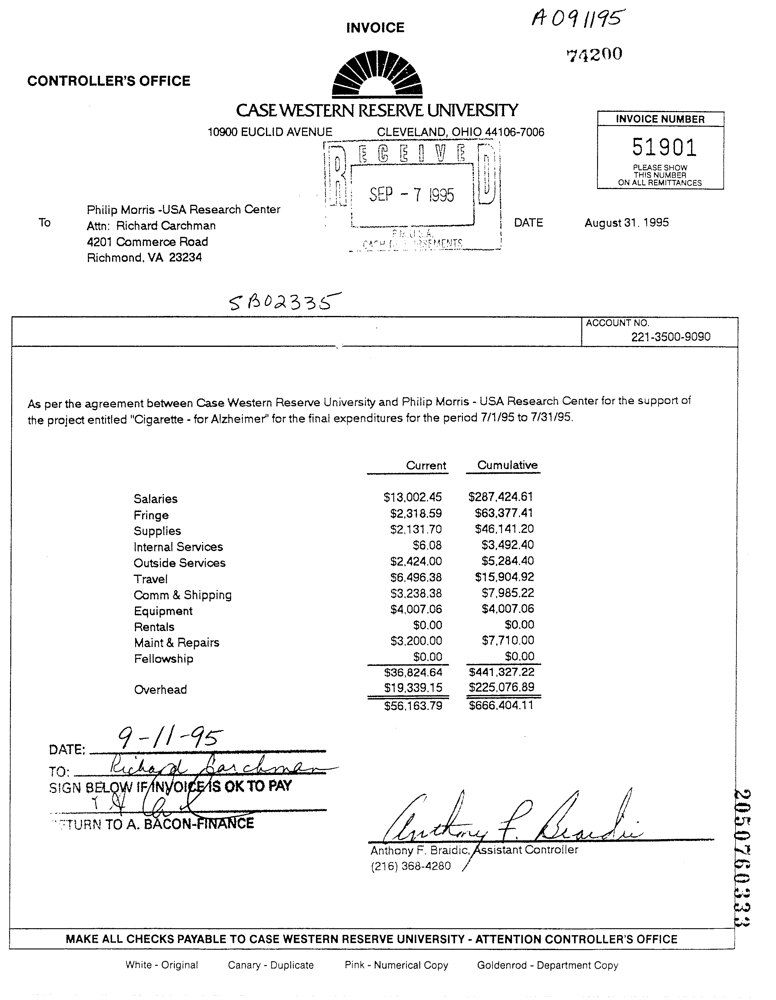 A091195
INVOICE
74200
CONTROLLER'S OFFICE
CASE WESTERN RESERVE UNIVERSITY
10900 EUCLID AVENUE CLEVELAND, OHIO 44106-7006
INVOICE NUMBER
51901
PLEASE SHOW
THIS NUMBER
ON ALL REMITTANCES
RECEIVED
SEP - 7 1995
P.M. U.S.A.
To
Philip Morris -USA Research Center
Attn: Richard Carchman
4201 Commerce Road
Richmond, VA 23234
DATE August 31, 1995
SB02335
ACCOUNT NO.
221-3500-9090
As per the agreement between Case Western Reserve University and Philip Morris - USA Research Center for the support of
the project entitled "Cigarette - for Alzheimer" for the final expenditures for the period 7/1/95 to 7/31/95.
Current Cumulative
Salaries $13,002.45 $287,424.61
Fringe $2,318.59 $63,377.41
Supplies $2,131.70 $46,141.20
Internal Services $6.08 $3,492.40
Outside Services $2,424.00 $5,284.40
Travel $6,496.38 $15,904.92
Comm & Shipping $3,238.38 $7,985.22
Equipment $4,007.06 $4,007.06
Rentals $0.00 $0.00
Maint & Repairs $3,200.00 $7,710.00
Fellowship $0.00 $0.00
$36,824.64 $441,327.22
Overhead $19,339.15 $225,076.89
$56,163.79 $666,404.11
DATE: 9-11-95
TO: Richard Carchman
SIGN BELOW IF INVOICE IS OK TO PAY
ETURN TO A. BACON-FINANCE
Anthony F. Braidic
Anthony F. Braidic, Assistant Controller
(216) 368-4280
2050760333
MAKE ALL CHECKS PAYABLE TO CASE WESTERN RESERVE UNIVERSITY - ATTENTION CONTROLLER'S OFFICE
White - Original Canary - Duplicate Pink - Numerical Copy Goldenrod - Department Copy